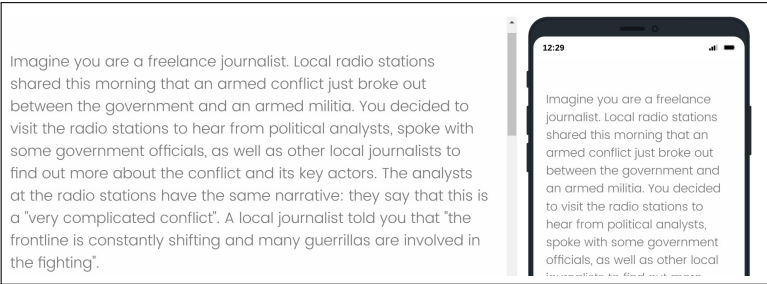 Imagine you are a freelance journalist. Local radio stations
shared this morning that an armed conflict just broke out
between the government and an armed militia. You decided to
visit the radio stations to hear from political analysts, spoke with
some government officials, as well as other local journalists to
find out more about the conflict and its key actors. The analysts
at the radio stations have the same narrative: they say that this is
a "very complicated conflict". A local journalist told you that "the
frontline is constantly shifting and many guerrillas are involved in
the fighting".
12:29
Imagine you are a freelance
journalist. Local radio stations
shared this morning that an
armed conflict just broke out
between the government and
an armed militia. You decided
to visit the radio stations to
hear from political analysts,
spoke with some government
officials, as well as other local
journalists to find out more